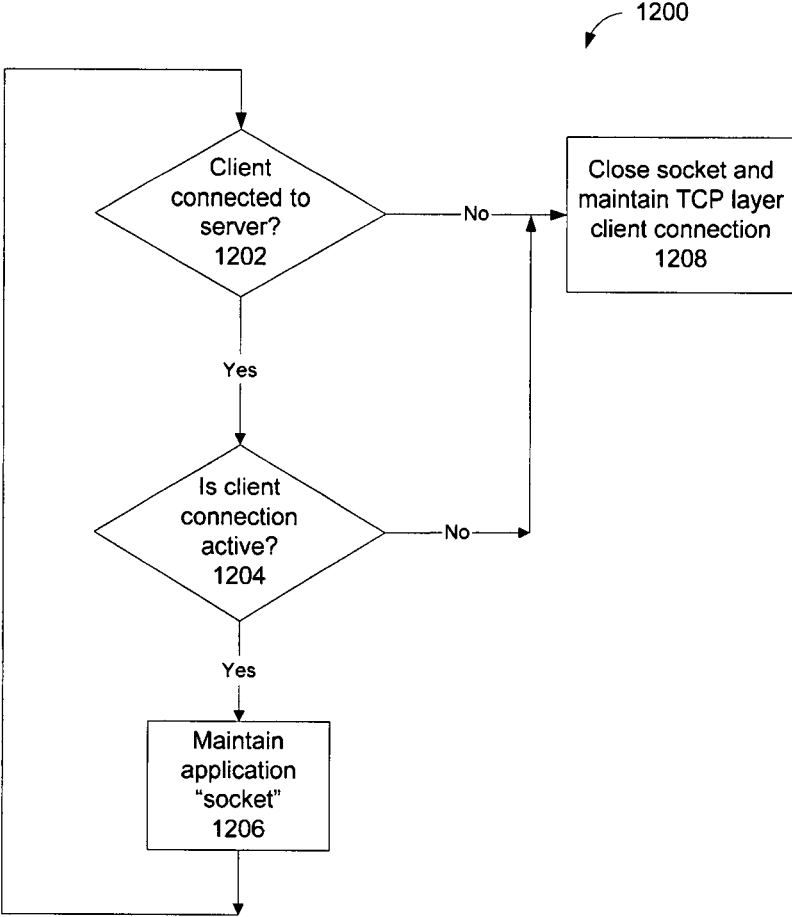 1200
Client
connected to
server?
1202
No
Close socket and
maintain TCP layer
client connection
1208
Yes
Is client
connection
active?
1204
No
Yes
Maintain
application
“socket”
1206